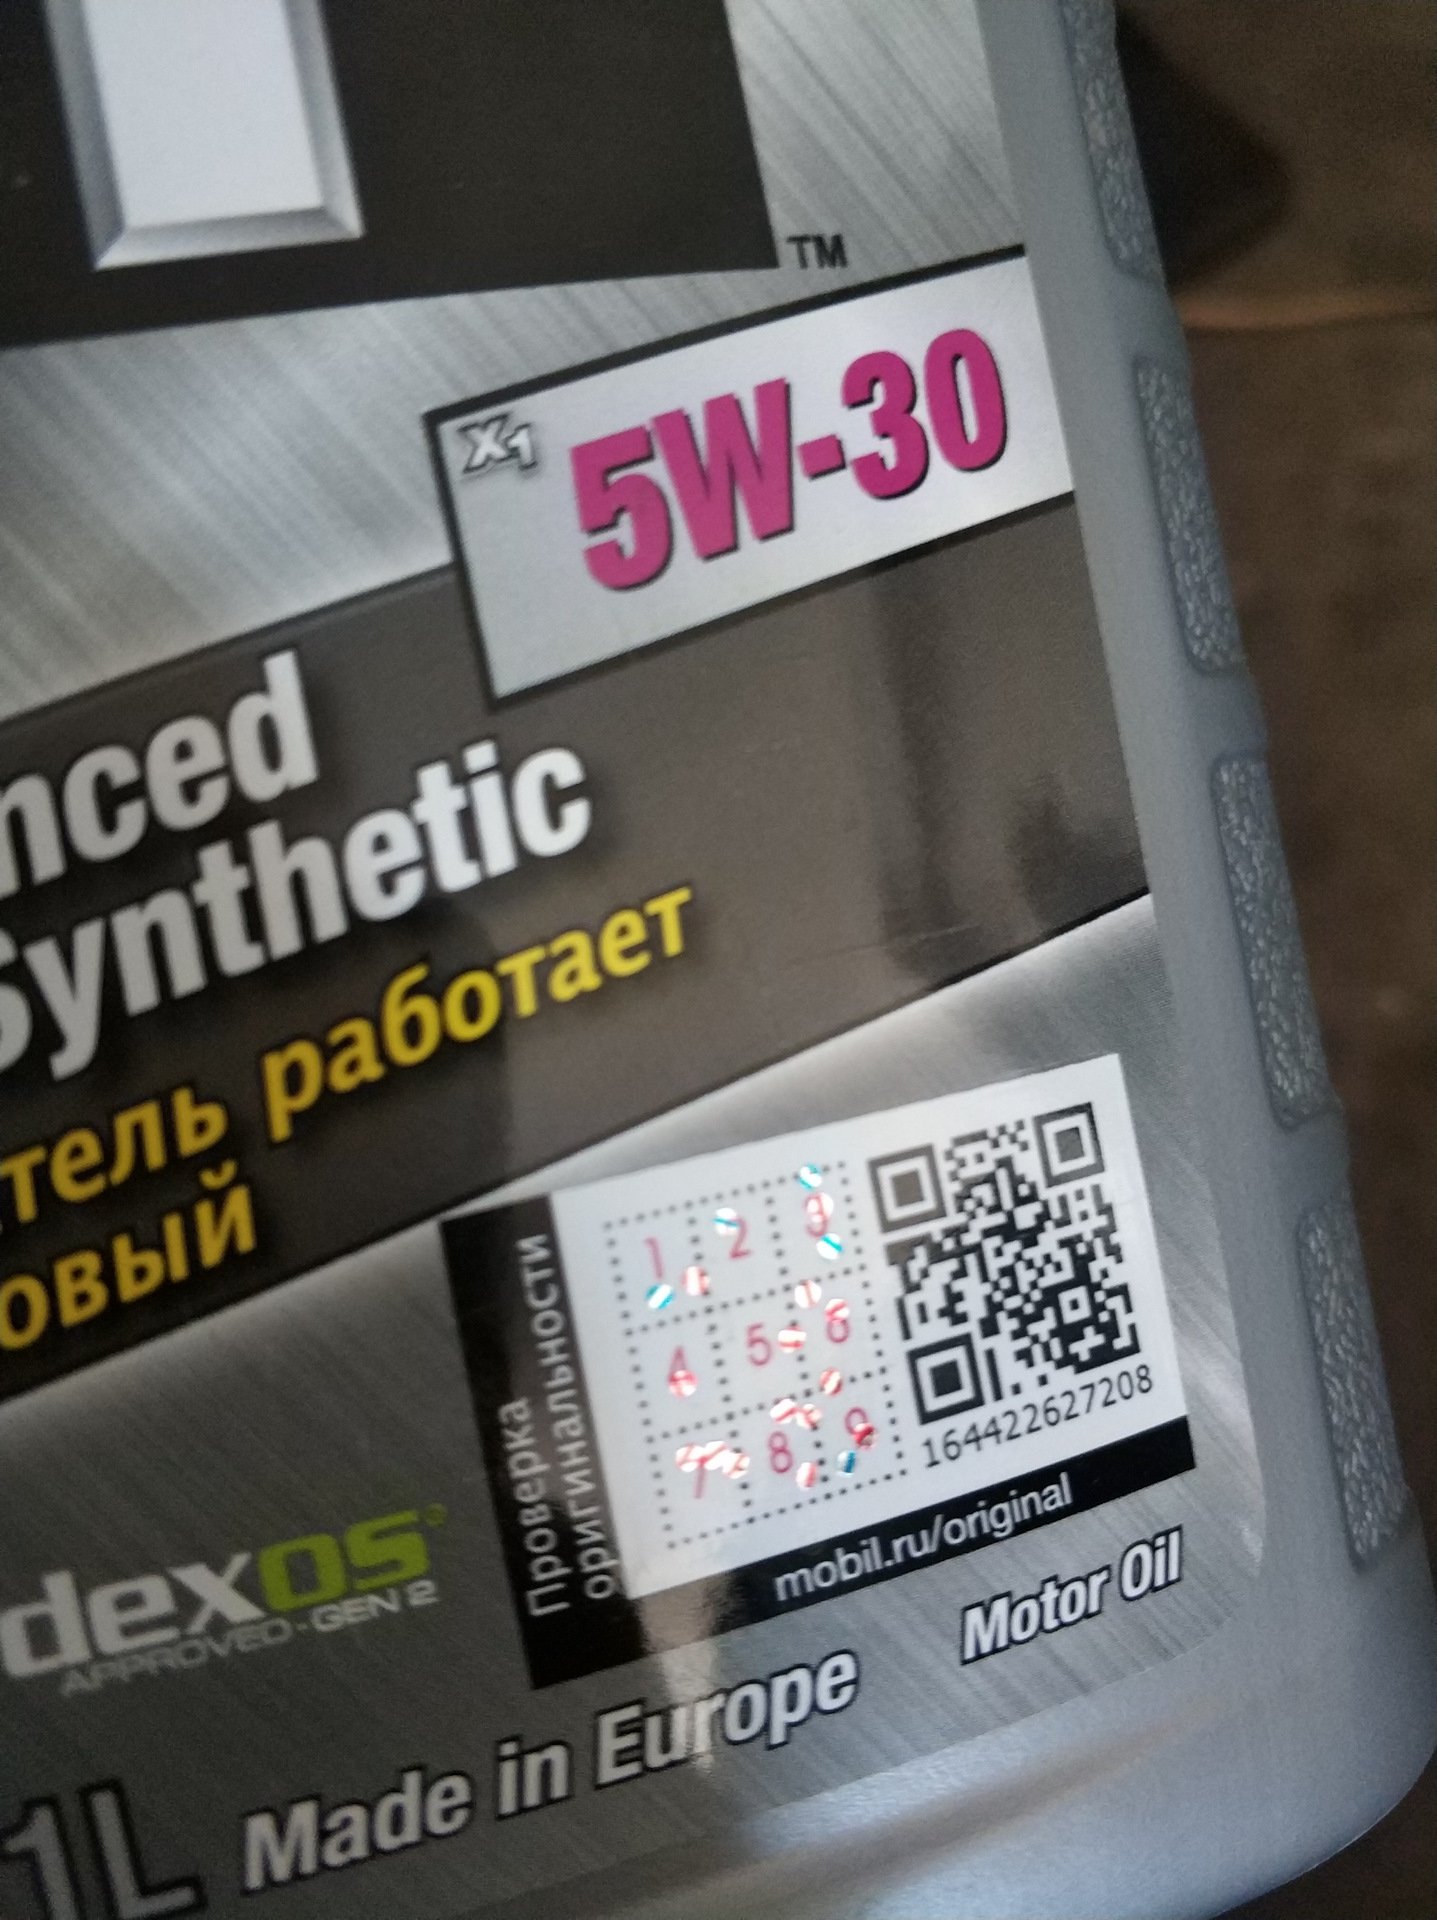 TM
X1 5W-30
nced
Synthetic
тель работает
овый
Проверка
оригинальности
1 2 3
4 5 6
7 8 9
164422627208
mobil.ru/original
dexos®
APPROVED·GEN 2
Motor Oil
1L Made in Europe